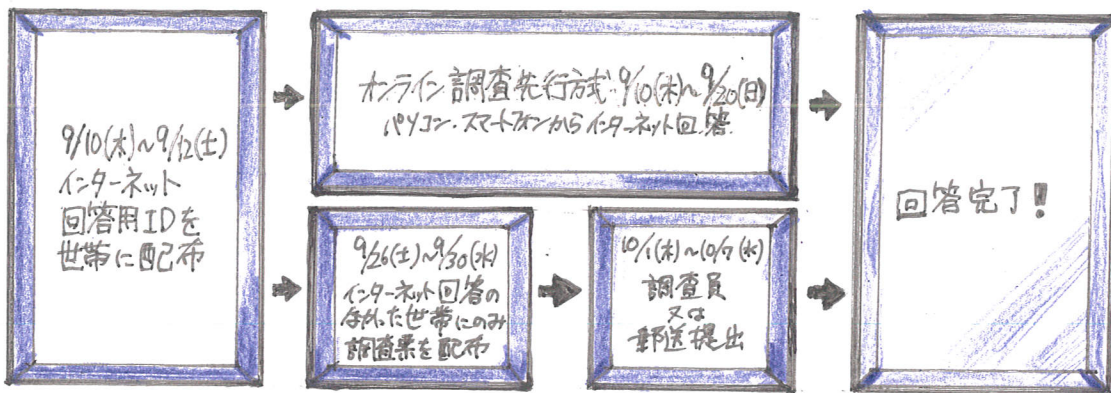 9/10(木)～9/12(土)
インターネット
回答用IDを
世帯に配布
オンライン調査先行方式・9/10(木)～9/20(日)
パソコン・スマートフォンからインターネット回答
9/26(土)～9/30(水)
インターネット回答の
なかった世帯にのみ
調査票を配布
10/1(木)～10/7(水)
調査員
又は
郵送提出
回答完了!